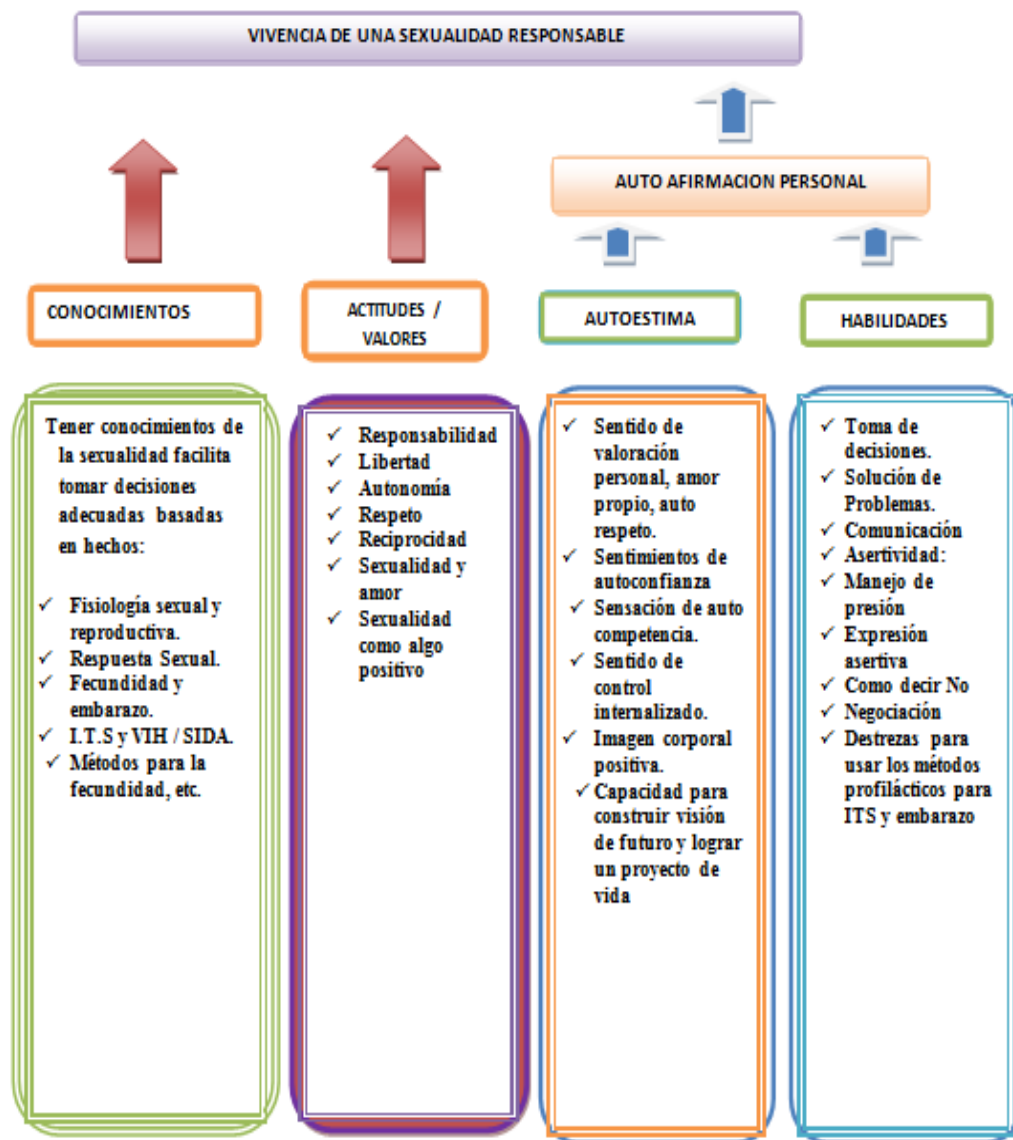 VIVENCIA DE UNA SEXUALIDAD RESPONSABLE
AUTO AFIRMACION PERSONAL
CONOCIMIENTOS
ACTITUDES /
VALORES
AUTOESTIMA
HABILIDADES
Tener conocimientos de
la sexualidad facilita
tomar decisiones
adecuadas basadas
en hechos:
✓ Fisiología sexual y
reproductiva.
✓ Respuesta Sexual.
✓ Fecundidad y
embarazo.
✓ I.T.S y VIH / SIDA.
✓ Métodos para la
fecundidad, etc.
✓ Responsabilidad
✓ Libertad
✓ Autonomía
✓ Respeto
✓ Reciprocidad
✓ Sexualidad y
amor
✓ Sexualidad
como algo
positivo
✓ Sentido de
valoración
personal, amor
propio, auto
respeto.
✓ Sentimientos de
autoconfianza
✓ Sensación de auto
competencia.
✓ Sentido de
control
internalizado.
✓ Imagen corporal
positiva.
✓ Capacidad para
construir visión
de futuro y lograr
un proyecto de
vida
✓ Toma de
decisiones.
✓ Solución de
Problemas.
✓ Comunicación
✓ Asertividad:
✓ Manejo de
presión
✓ Expresión
asertiva
✓ Como decir No
✓ Negociación
✓ Destrezas para
usar los métodos
profilácticos para
ITS y embarazo